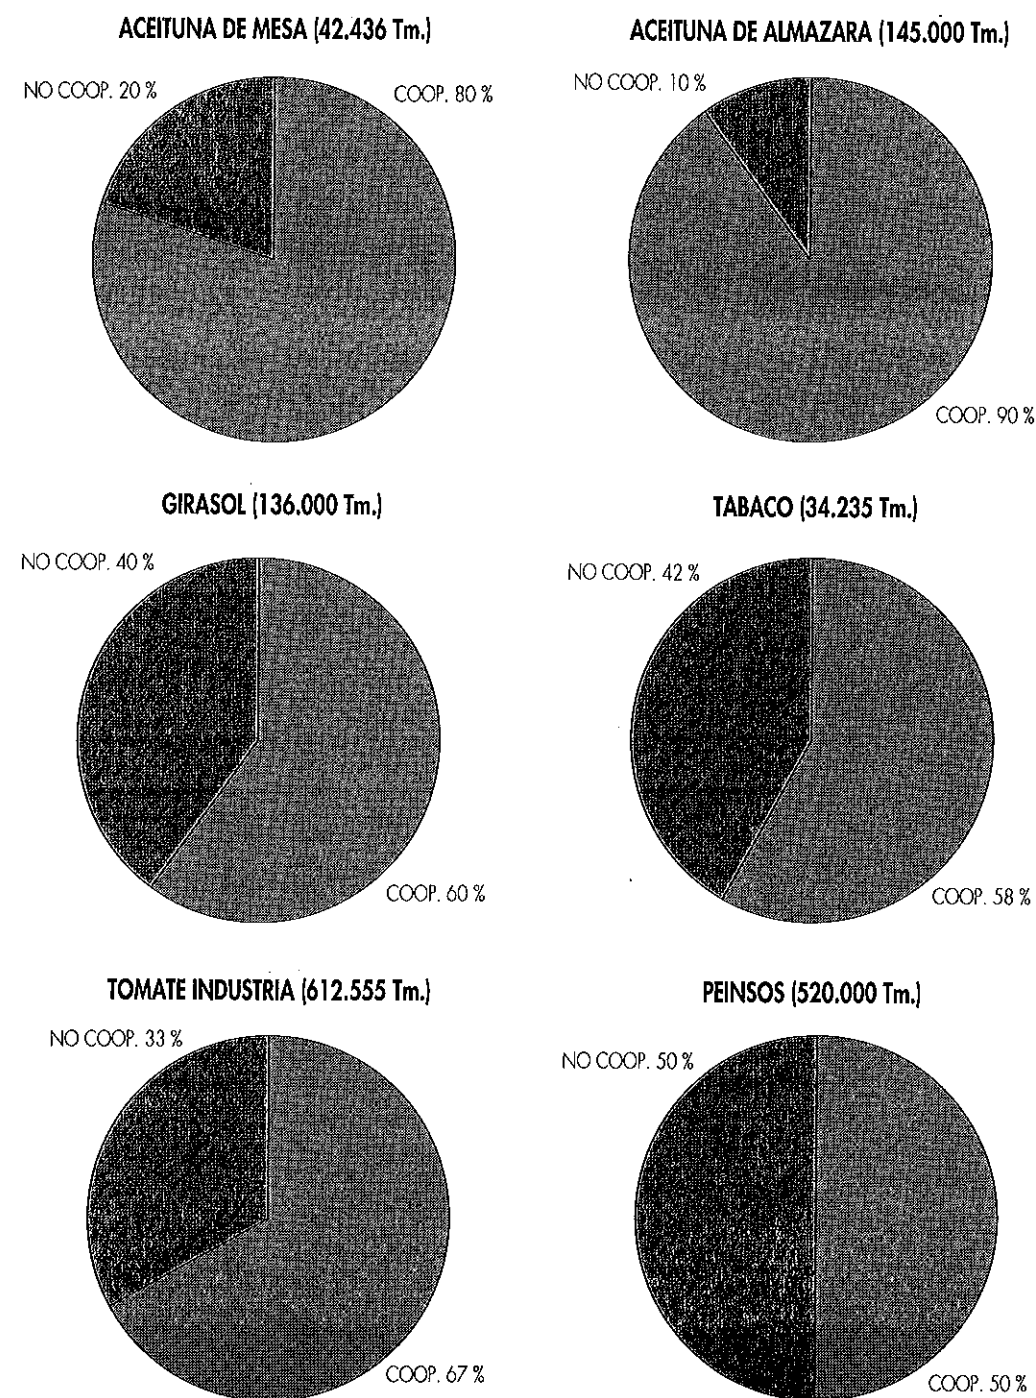 ACEITUNA DE MESA (42.436 Tm.)
NO COOP. 20 %
COOP. 80 %
ACEITUNA DE ALMAZARA (145.000 Tm.)
NO COOP. 10 %
COOP. 90 %
GIRASOL (136.000 Tm.)
NO COOP. 40 %
COOP. 60 %
TABACO (34.235 Tm.)
NO COOP. 42 %
COOP. 58 %
TOMATE INDUSTRIA (612.555 Tm.)
NO COOP. 33 %
COOP. 67 %
PEINSOS (520.000 Tm.)
NO COOP. 50 %
COOP. 50 %